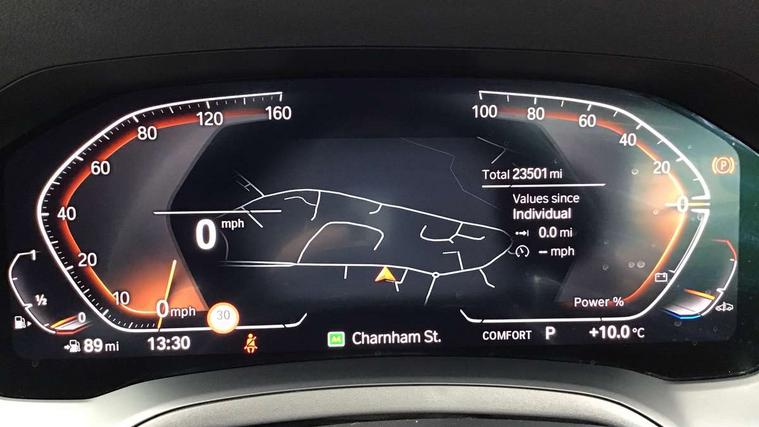 160
120
80
60
40
20
10
0 mph
0 mph
30
1
½
0
89 mi
13:30
A4
Charnham St.
100
80
60
40
20
0
Total 23501 mi
Values since
Individual
0.0 mi
– mph
Power %
COMFORT P +10.0 °C
(P)